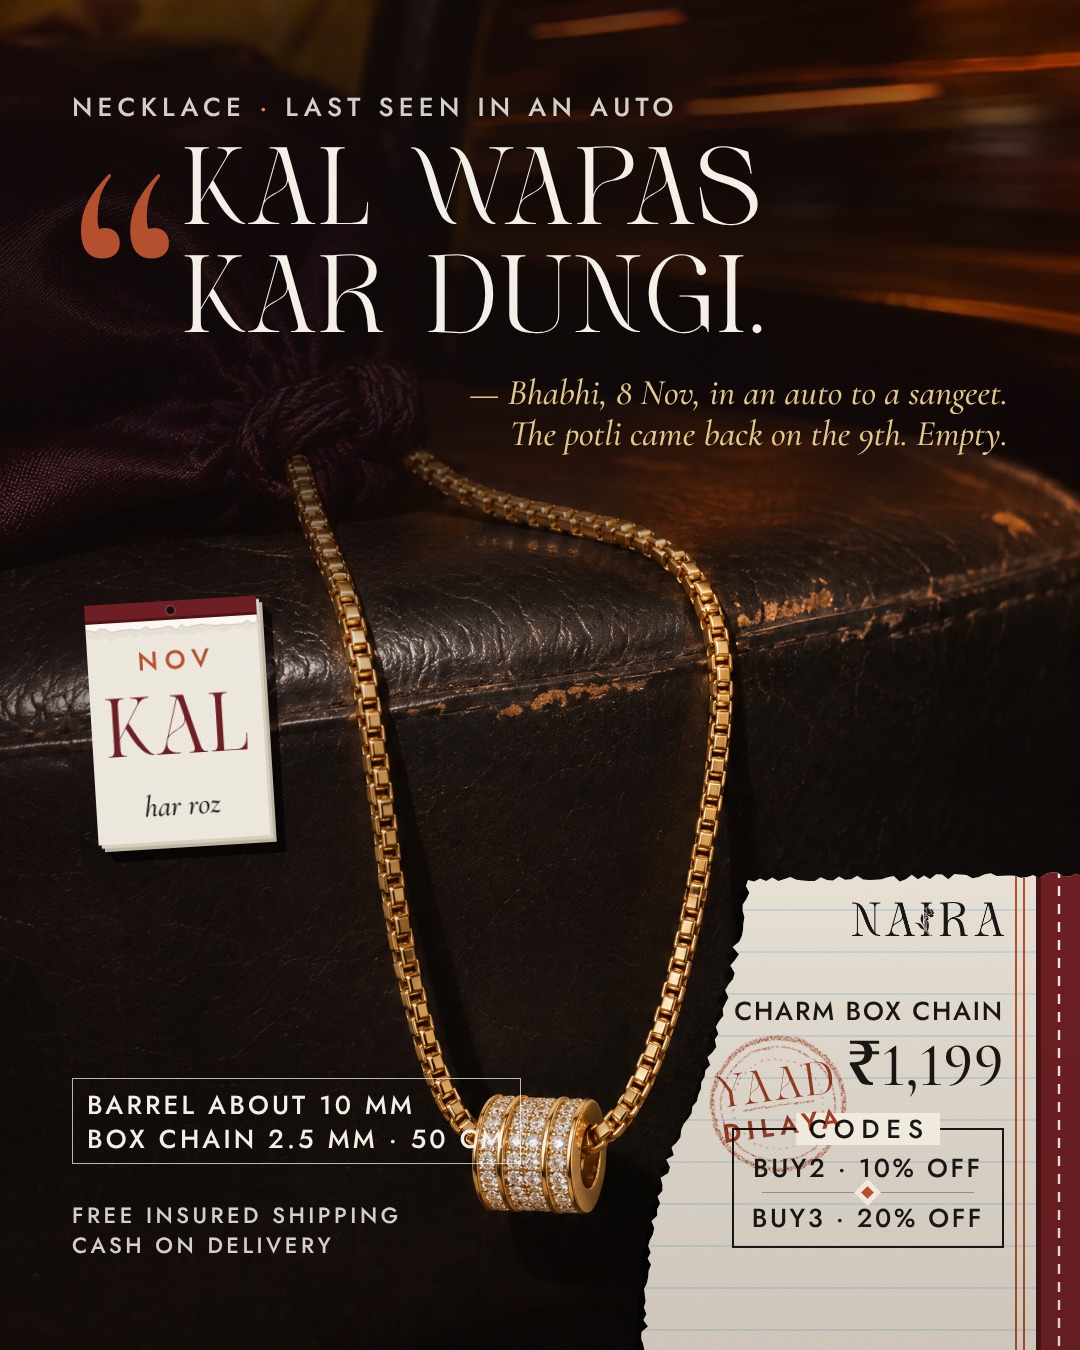 NECKLACE · LAST SEEN IN AN AUTO
“KAL WAPAS
KAR DUNGI.
— Bhabhi, 8 Nov, in an auto to a sangeet.
The potli came back on the 9th. Empty.
NOV
KAL
har roz
NAIRA
CHARM BOX CHAIN
₹1,199
YAAD
DILAYA
CODES
BUY2 · 10% OFF
BUY3 · 20% OFF
BARREL ABOUT 10 MM
BOX CHAIN 2.5 MM · 50 CM
FREE INSURED SHIPPING
CASH ON DELIVERY